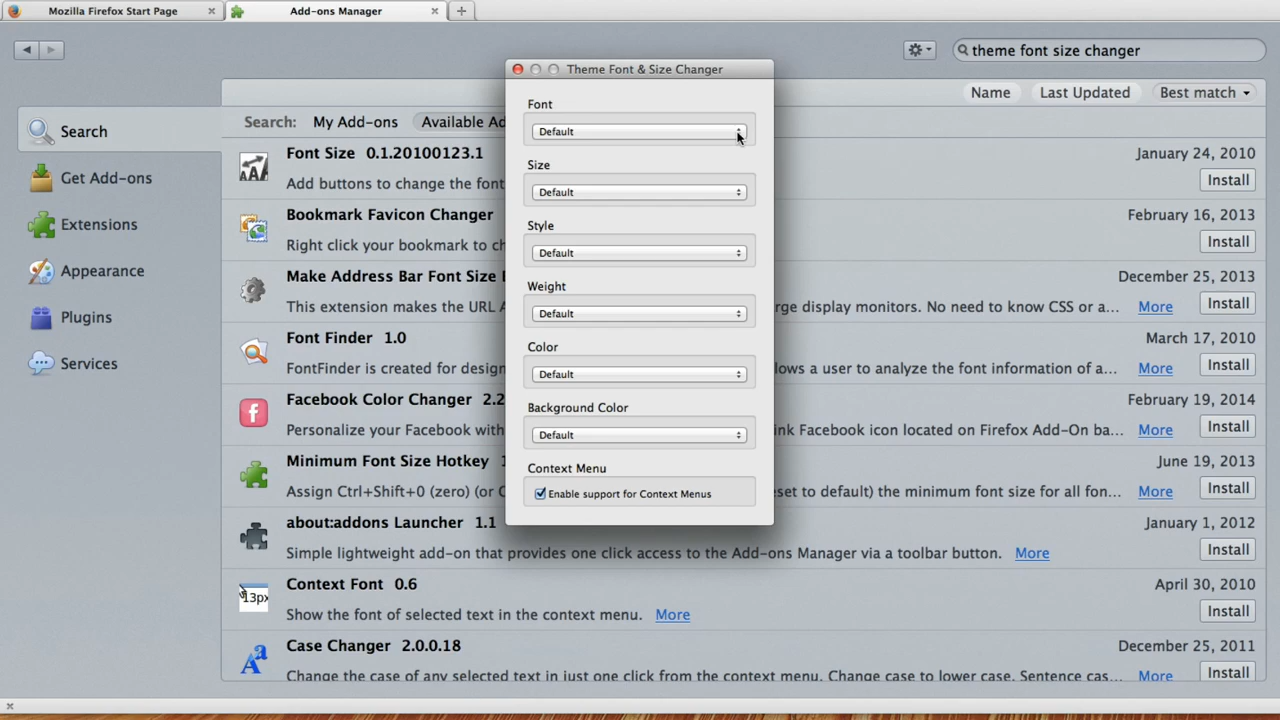 Mozilla Firefox Start Page
Add-ons Manager
theme font size changer
Theme Font & Size Changer
Name
Last Updated
Best match
Search
Get Add-ons
Extensions
Appearance
Plugins
Services
Search: My Add-ons Available Ad
Font Size 0.1.20100123.1 January 24, 2010
Add buttons to change the font Install
Bookmark Favicon Changer February 16, 2013
Right click your bookmark to ch Install
Make Address Bar Font Size December 25, 2013
This extension makes the URL rge display monitors. No need to know CSS or a... More Install
Font Finder 1.0 March 17, 2010
FontFinder is created for design lows a user to analyze the font information of a... More Install
Facebook Color Changer 2.2 February 19, 2014
Personalize your Facebook with nk Facebook icon located on Firefox Add-On ba... More Install
Minimum Font Size Hotkey June 19, 2013
Assign Ctrl+Shift+0 (zero) (or C eset to default) the minimum font size for all fon... More Install
about:addons Launcher 1.1 January 1, 2012
Simple lightweight add-on that provides one click access to the Add-ons Manager via a toolbar button. More Install
13px
Context Font 0.6 April 30, 2010
Show the font of selected text in the context menu. More Install
Case Changer 2.0.0.18 December 25, 2011
Change the case of any selected text in just one click from the context menu. Change case to lower case, Sentence cas... More Install
Font
Default
Size
Default
Style
Default
Weight
Default
Color
Default
Background Color
Default
Context Menu
Enable support for Context Menus